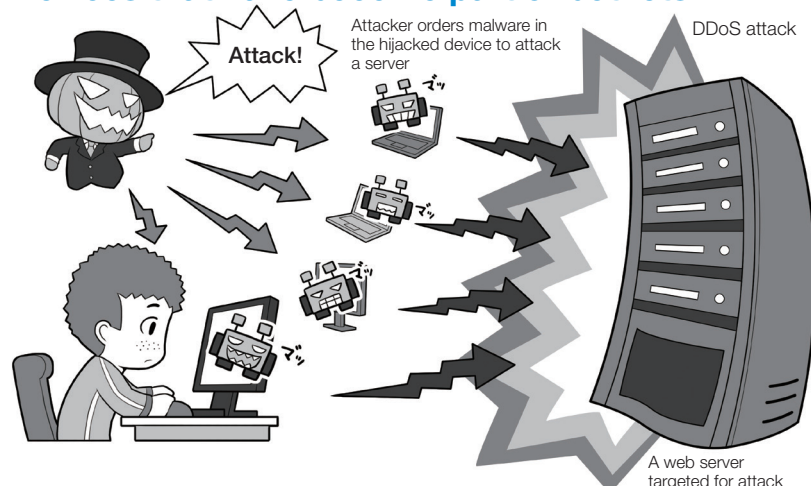 Attack!
Attacker orders malware in
the hijacked device to attack
a server
DDoS attack
マッ
マッ
マッ
マッ
A web server
targeted for attack